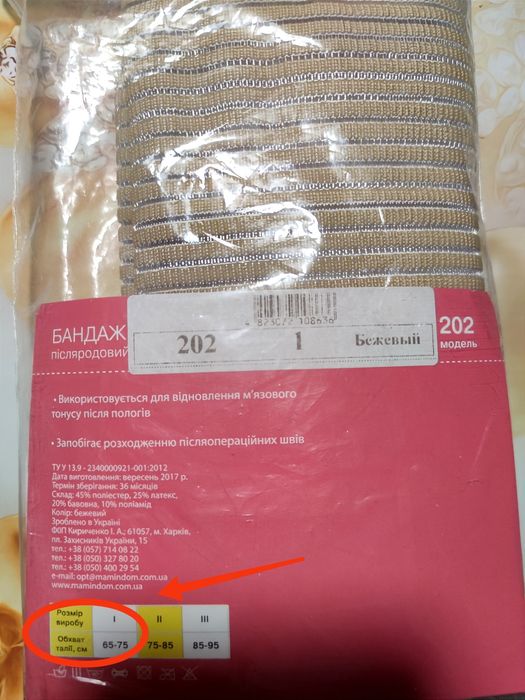 4 823072 108636
БАНДАЖ
післяродовий
202 1 Бежевый
202
модель
• Використовується для відновлення м'язового
тонусу після пологів
• Запобігає розходженню післяопераційних швів
ТУ У 13.9 - 2340000921-001:2012
Дата виготовлення: вересень 2017 р.
Термін зберігання: 36 місяців
Склад: 45% поліестер, 25% латекс,
20% бавовна, 10% поліамід
Колір: бежевий
Зроблено в Україні
ФОП Кириченко І. А.; 61057, м. Харків,
пл. Захисників України, 15
тел.: +38 (057) 714 08 22
тел.: +38 (050) 327 80 20
тел.: +38 (050) 400 29 54
e-mail: opt@mamindom.com.ua
www.mamindom.com.ua
Розмір виробу I II III
Обхват талії, см 65-75 75-85 85-95